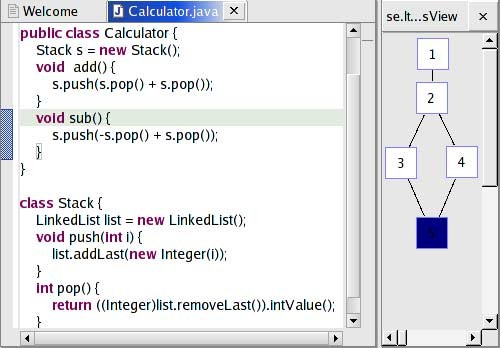 Welcome
Calculator.java
public class Calculator {
Stack s = new Stack();
void add() {
s.push(s.pop() + s.pop());
}
void sub() {
s.push(-s.pop() + s.pop());
}
}
class Stack {
LinkedList list = new LinkedList();
void push(int i) {
list.addLast(new Integer(i));
}
int pop() {
return ((Integer)list.removeLast()).intValue();
}
se.lt...sView
1
2
3 4
5